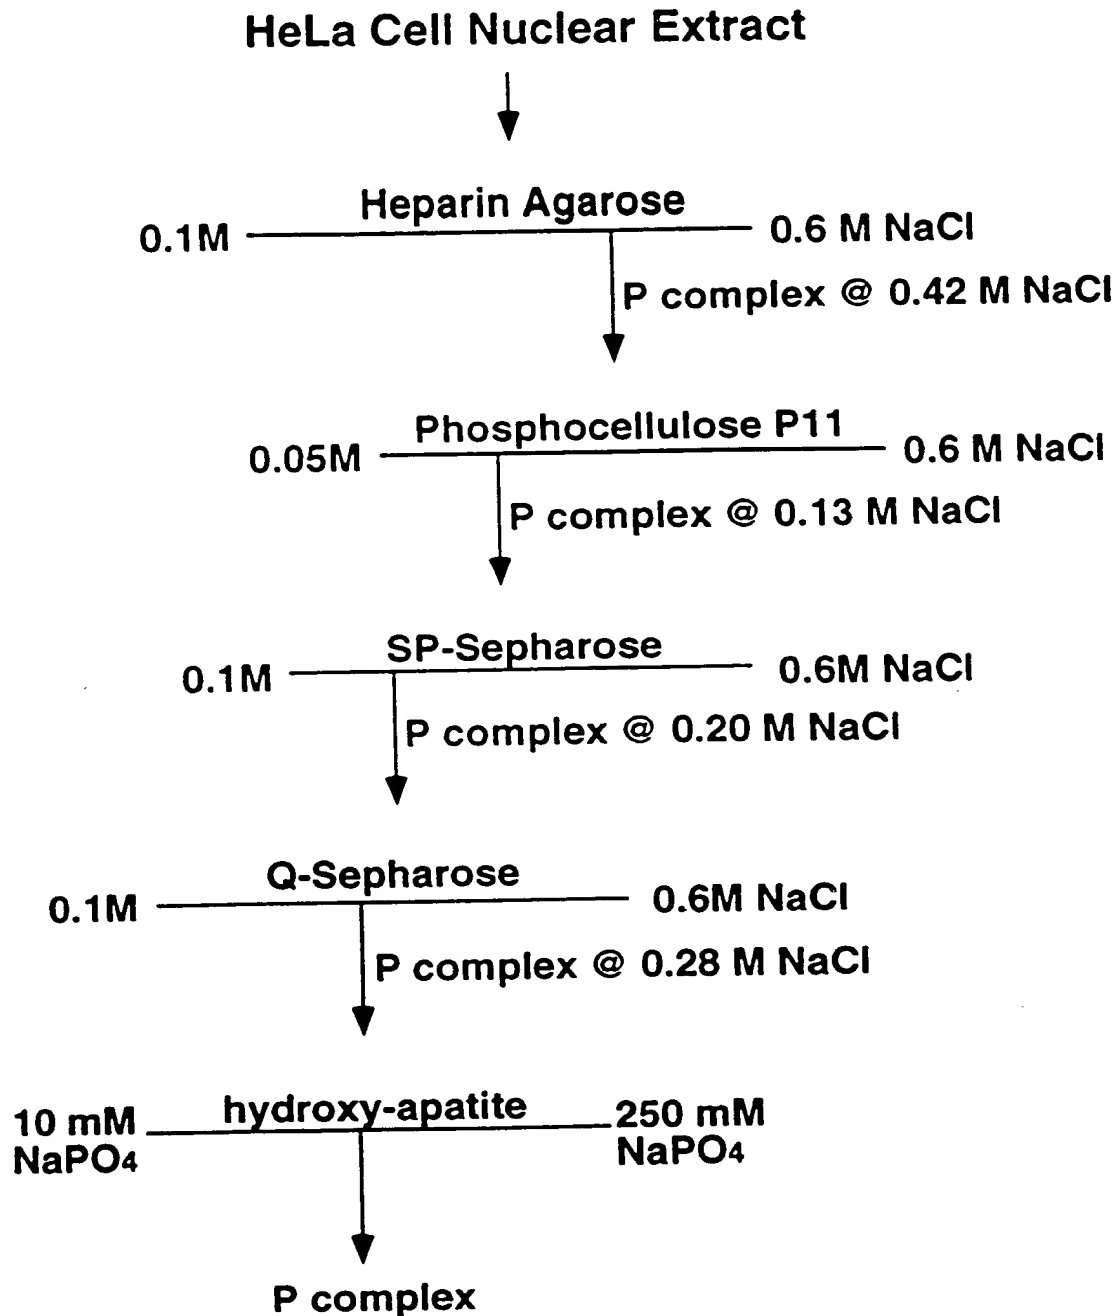 HeLa Cell Nuclear Extract
Heparin Agarose
0.1M
0.6 M NaCl
P complex @ 0.42 M NaCl
Phosphocellulose P11
0.05M
0.6 M NaCl
P complex @ 0.13 M NaCl
SP-Sepharose
0.1M
0.6M NaCl
P complex @ 0.20 M NaCl
Q-Sepharose
0.1M
0.6M NaCl
P complex @ 0.28 M NaCl
10 mM
NaPO4
hydroxy-apatite
250 mM
NaPO4
P complex